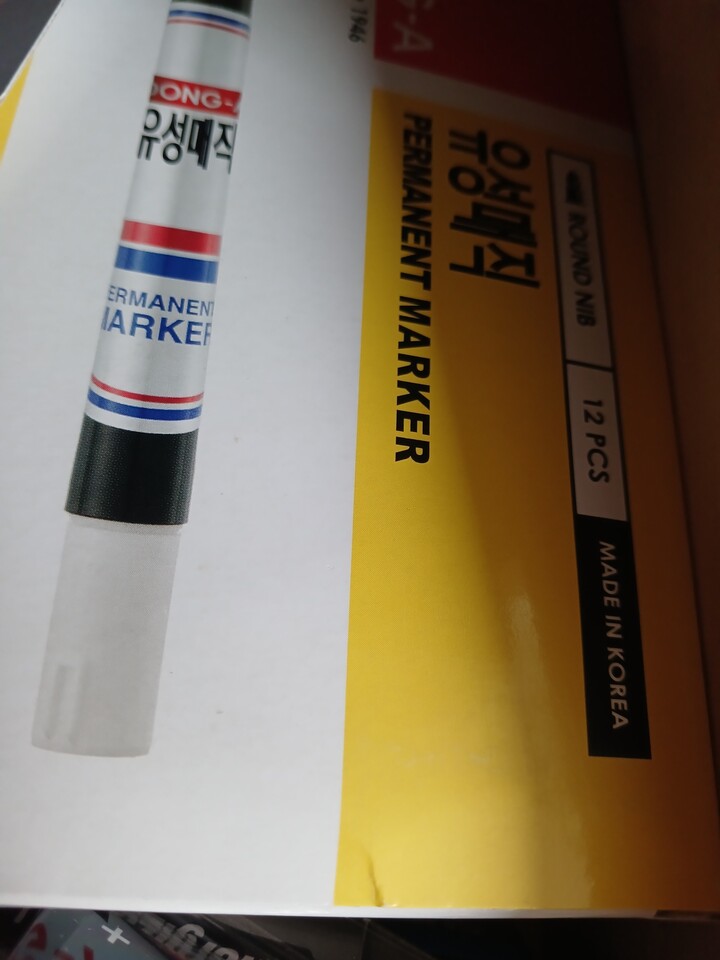 DONG-A
유성매직
PERMANENT
MARKER
1946
G-A
유성매직
PERMANENT MARKER
ROUND NIB
12 PCS
MADE IN KOREA